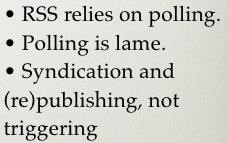 • RSS relies on polling.
• Polling is lame.
• Syndication and
(re)publishing, not
triggering